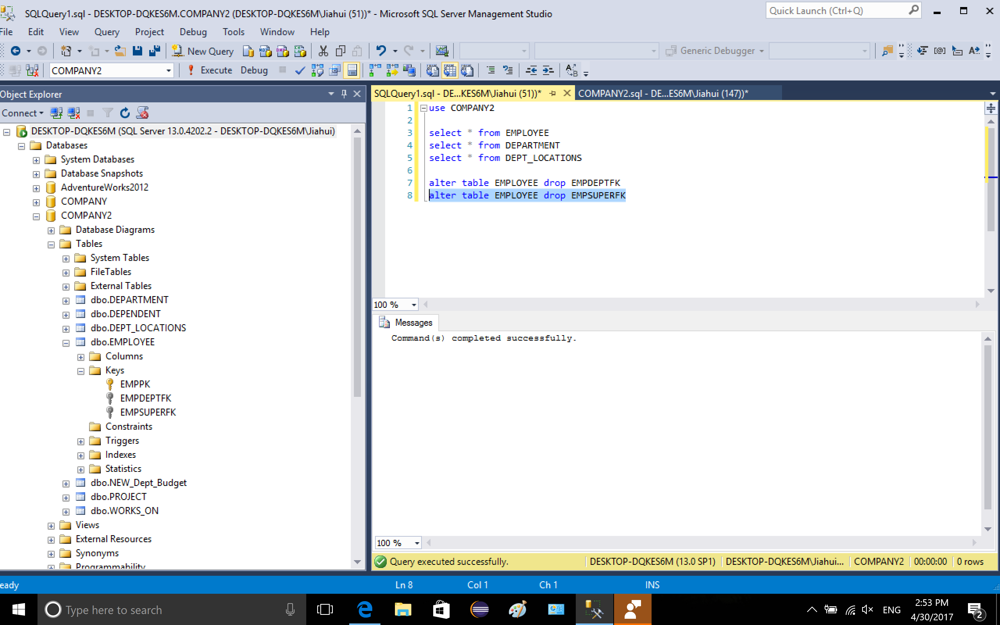 SQLQuery1.sql - DESKTOP-DQKES6M.COMPANY2 (DESKTOP-DQKES6M\Jiahui (51))* - Microsoft SQL Server Management Studio
Quick Launch (Ctrl+Q)
File Edit View Query Project Debug Tools Window Help
New Query
Generic Debugger
COMPANY2
Execute Debug
Object Explorer
Connect
DESKTOP-DQKES6M (SQL Server 13.0.4202.2 - DESKTOP-DQKES6M\Jiahui)
Databases
System Databases
Database Snapshots
AdventureWorks2012
COMPANY
COMPANY2
Database Diagrams
Tables
System Tables
FileTables
External Tables
dbo.DEPARTMENT
dbo.DEPENDENT
dbo.DEPT_LOCATIONS
dbo.EMPLOYEE
Columns
Keys
EMPPK
EMPDEPTFK
EMPSUPERFK
Constraints
Triggers
Indexes
Statistics
dbo.NEW_Dept_Budget
dbo.PROJECT
dbo.WORKS_ON
Views
External Resources
Synonyms
Programmability
SQLQuery1.sql - DE...KES6M\Jiahui (51))*
COMPANY2.sql - DE...ES6M\Jiahui (147))*
1 use COMPANY2
2
3 select * from EMPLOYEE
4 select * from DEPARTMENT
5 select * from DEPT_LOCATIONS
6
7 alter table EMPLOYEE drop EMPDEPTFK
8 alter table EMPLOYEE drop EMPSUPERFK
100 %
Messages
Command(s) completed successfully.
100 %
Query executed successfully.
DESKTOP-DQKES6M (13.0 SP1) DESKTOP-DQKES6M\Jiahui... COMPANY2 00:00:00 0 rows
eady Ln 8 Col 1 Ch 1 INS
Type here to search
ENG
2:53 PM
4/30/2017
2